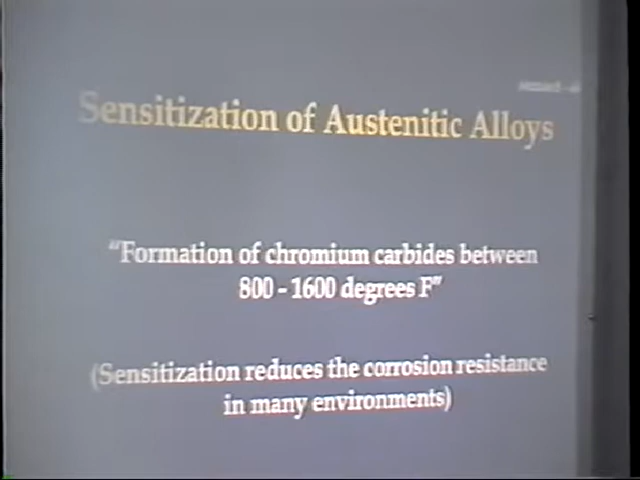 Sensitization of Austenitic Alloys
“Formation of chromium carbides between
800 - 1600 degrees F”
(Sensitization reduces the corrosion resistance
in many environments)